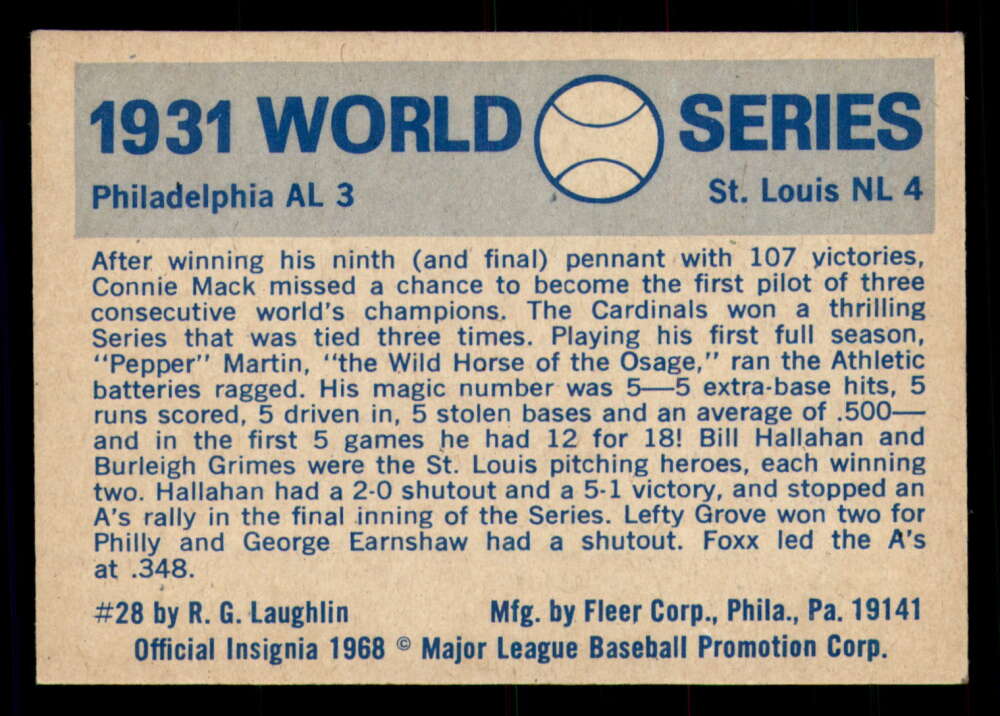 1931 WORLD SERIES
Philadelphia AL 3 St. Louis NL 4
After winning his ninth (and final) pennant with 107 victories,
Connie Mack missed a chance to become the first pilot of three
consecutive world's champions. The Cardinals won a thrilling
Series that was tied three times. Playing his first full season,
"Pepper" Martin, "the Wild Horse of the Osage," ran the Athletic
batteries ragged. His magic number was 5—5 extra-base hits, 5
runs scored, 5 driven in, 5 stolen bases and an average of .500—
and in the first 5 games he had 12 for 18! Bill Hallahan and
Burleigh Grimes were the St. Louis pitching heroes, each winning
two. Hallahan had a 2-0 shutout and a 5-1 victory, and stopped an
A's rally in the final inning of the Series. Lefty Grove won two for
Philly and George Earnshaw had a shutout. Foxx led the A's
at .348.
#28 by R. G. Laughlin Mfg. by Fleer Corp., Phila., Pa. 19141
Official Insignia 1968 © Major League Baseball Promotion Corp.